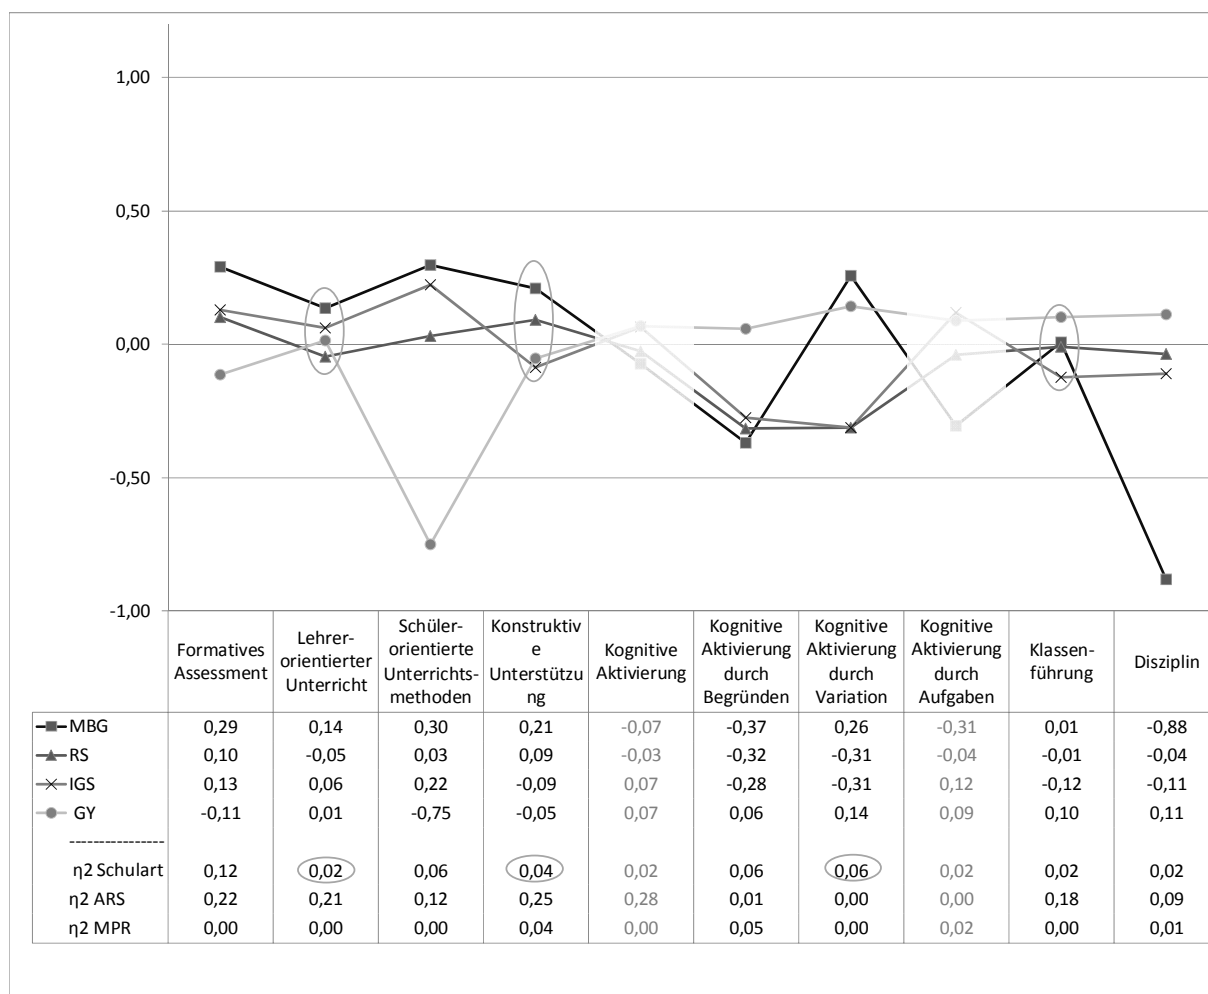 1,00
0,50
0,00
-0,50
-1,00
Formatives Assessment
Lehrer-orientierter Unterricht
Schüler-orientierte Unterrichts-methoden
Konstruktiv e Unterstützu ng
Kognitive Aktivierung
Kognitive Aktivierung durch Begründen
Kognitive Aktivierung durch Variation
Kognitive Aktivierung durch Aufgaben
Klassen-führung
Disziplin
MBG 0,29 0,14 0,30 0,21 -0,07 -0,37 0,26 -0,31 0,01 -0,88
RS 0,10 -0,05 0,03 0,09 -0,03 -0,32 -0,31 -0,04 -0,01 -0,04
IGS 0,13 0,06 0,22 -0,09 0,07 -0,28 -0,31 0,12 -0,12 -0,11
GY -0,11 0,01 -0,75 -0,05 0,07 0,06 0,14 0,09 0,10 0,11
----------------
η2 Schulart 0,12 0,02 0,06 0,04 0,02 0,06 0,06 0,02 0,02 0,02
η2 ARS 0,22 0,21 0,12 0,25 0,28 0,01 0,00 0,00 0,18 0,09
η2 MPR 0,00 0,00 0,00 0,04 0,00 0,05 0,00 0,02 0,00 0,01